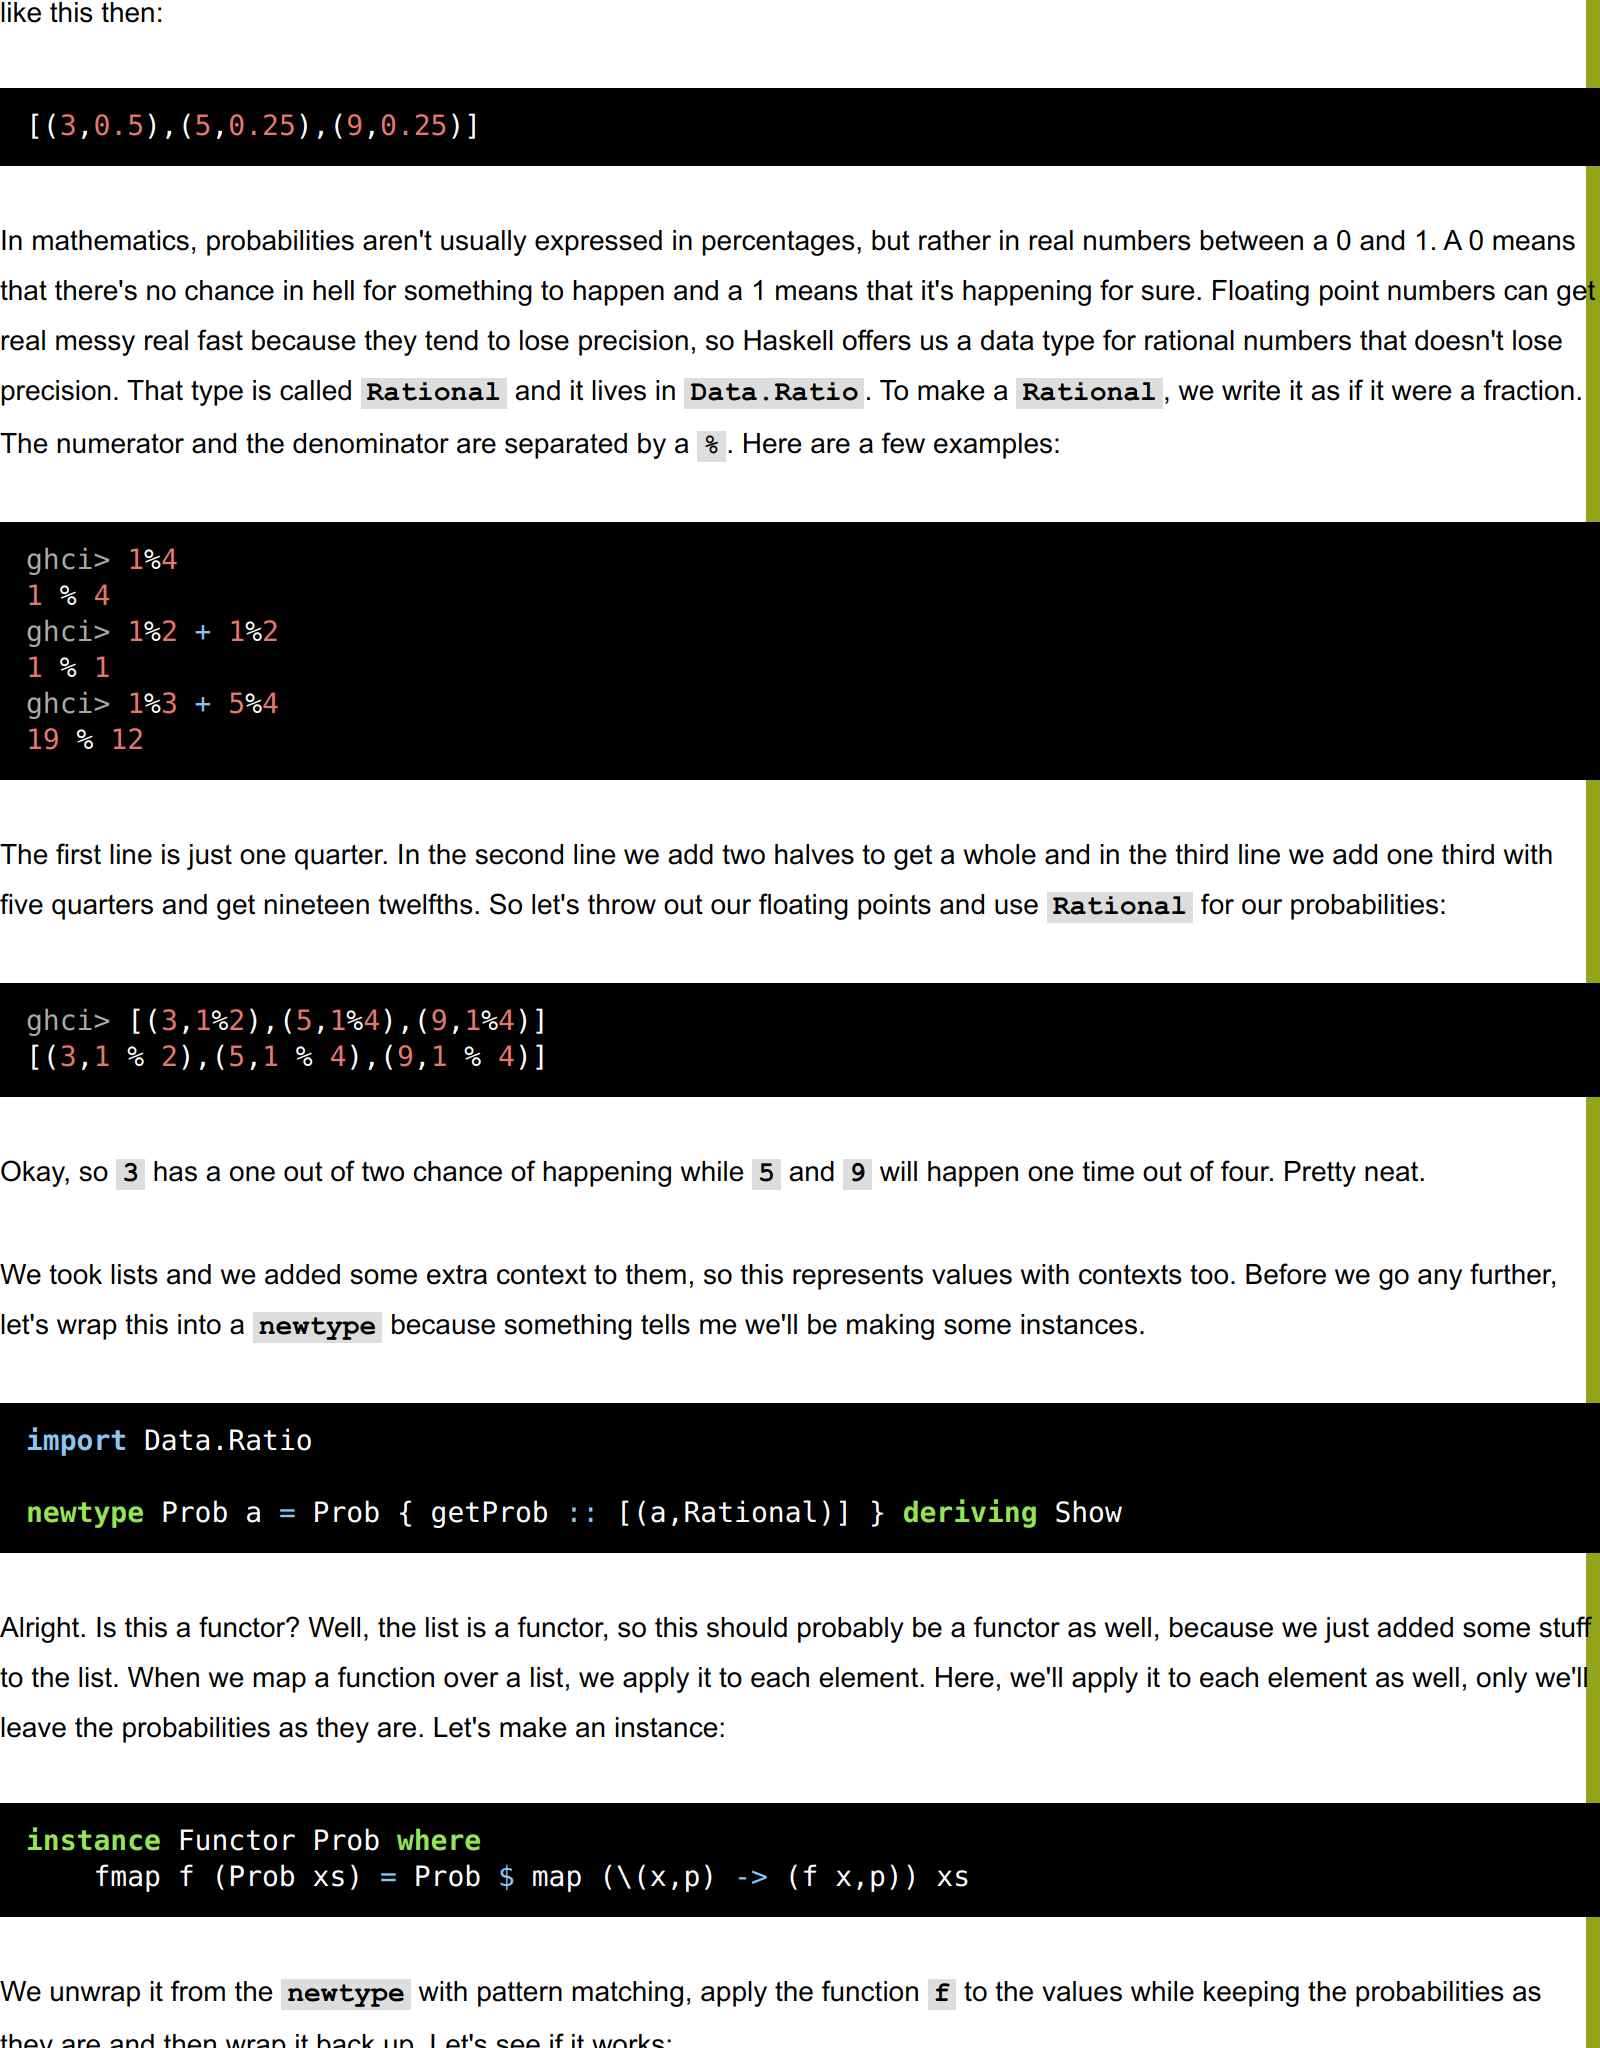 like this then:
[(3,0.5),(5,0.25),(9,0.25)]
In mathematics, probabilities aren't usually expressed in percentages, but rather in real numbers between a 0 and 1. A 0 means
that there's no chance in hell for something to happen and a 1 means that it's happening for sure. Floating point numbers can get
real messy real fast because they tend to lose precision, so Haskell offers us a data type for rational numbers that doesn't lose
precision. That type is called Rational and it lives in Data.Ratio. To make a Rational, we write it as if it were a fraction.
The numerator and the denominator are separated by a %. Here are a few examples:
ghci> 1%4
1 % 4
ghci> 1%2 + 1%2
1 % 1
ghci> 1%3 + 5%4
19 % 12
The first line is just one quarter. In the second line we add two halves to get a whole and in the third line we add one third with
five quarters and get nineteen twelfths. So let's throw out our floating points and use Rational for our probabilities:
ghci> [(3,1%2),(5,1%4),(9,1%4)]
[(3,1 % 2),(5,1 % 4),(9,1 % 4)]
Okay, so 3 has a one out of two chance of happening while 5 and 9 will happen one time out of four. Pretty neat.
We took lists and we added some extra context to them, so this represents values with contexts too. Before we go any further,
let's wrap this into a newtype because something tells me we'll be making some instances.
import Data.Ratio
newtype Prob a = Prob { getProb :: [(a,Rational)] } deriving Show
Alright. Is this a functor? Well, the list is a functor, so this should probably be a functor as well, because we just added some stuff
to the list. When we map a function over a list, we apply it to each element. Here, we'll apply it to each element as well, only we'll
leave the probabilities as they are. Let's make an instance:
instance Functor Prob where
    fmap f (Prob xs) = Prob $ map (\(x,p) -> (f x,p)) xs
We unwrap it from the newtype with pattern matching, apply the function f to the values while keeping the probabilities as
they are and then wrap it back up. Let's see if it works: